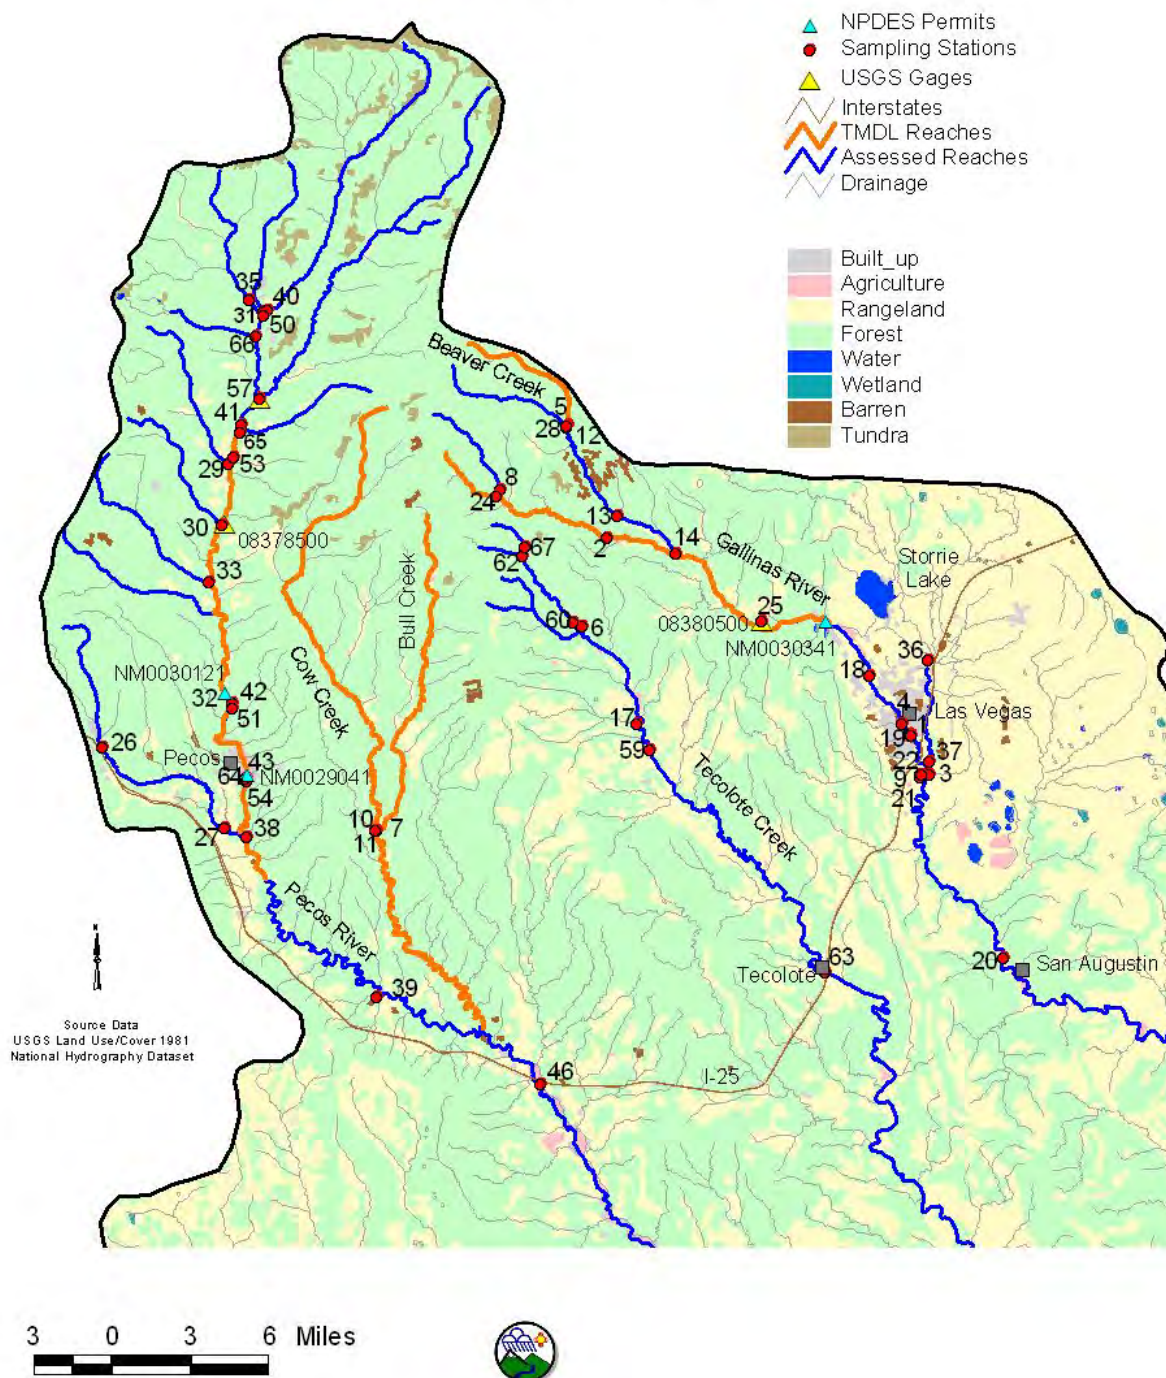 NPDES Permits
Sampling Stations
USGS Gages
Interstates
TMDL Reaches
Assessed Reaches
Drainage
Built_up
Agriculture
Rangeland
Forest
Water
Wetland
Barren
Tundra
35
40
31
50
66
Beaver Creek
57
41
5
65
28
12
53
29
8
24
30
08378500
13
2
14
Gallinas River
67
62
Storrie
Lake
33
Bull Creek
60
6
25
08380500
NM0030341
36
18
Cow Creek
NM0030121
32
42
51
4
1
Las Vegas
17
19
26
Pecos
43
64
NM0029041
54
59
22
37
9
3
21
Tecolote Creek
27
38
10
7
11
Pecos River
63
Tecolote
20
San Augustin
39
N
46
I-25
Source Data
USGS Land Use/Cover 1981
National Hydrography Dataset
3 0 3 6 Miles